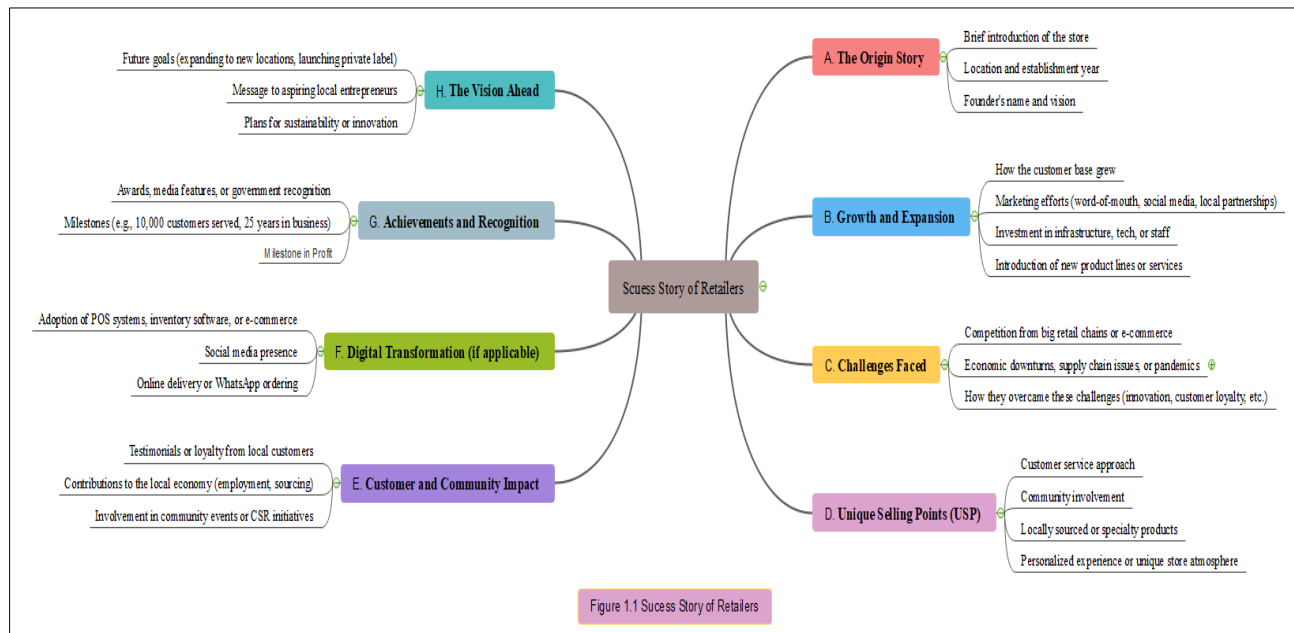 Scuess Story of Retailers
A. The Origin Story
Brief introduction of the store
Location and establishment year
Founder's name and vision
B. Growth and Expansion
How the customer base grew
Marketing efforts (word-of-mouth, social media, local partnerships)
Investment in infrastructure, tech, or staff
Introduction of new product lines or services
C. Challenges Faced
Competition from big retail chains or e-commerce
Economic downturns, supply chain issues, or pandemics
How they overcame these challenges (innovation, customer loyalty, etc.)
D. Unique Selling Points (USP)
Customer service approach
Community involvement
Locally sourced or specialty products
Personalized experience or unique store atmosphere
E. Customer and Community Impact
Testimonials or loyalty from local customers
Contributions to the local economy (employment, sourcing)
Involvement in community events or CSR initiatives
F. Digital Transformation (if applicable)
Adoption of POS systems, inventory software, or e-commerce
Social media presence
Online delivery or WhatsApp ordering
G. Achievements and Recognition
Awards, media features, or government recognition
Milestones (e.g., 10,000 customers served, 25 years in business)
Milestone in Profit
H. The Vision Ahead
Future goals (expanding to new locations, launching private label)
Message to aspiring local entrepreneurs
Plans for sustainability or innovation
Figure 1.1 Sucess Story of Retailers